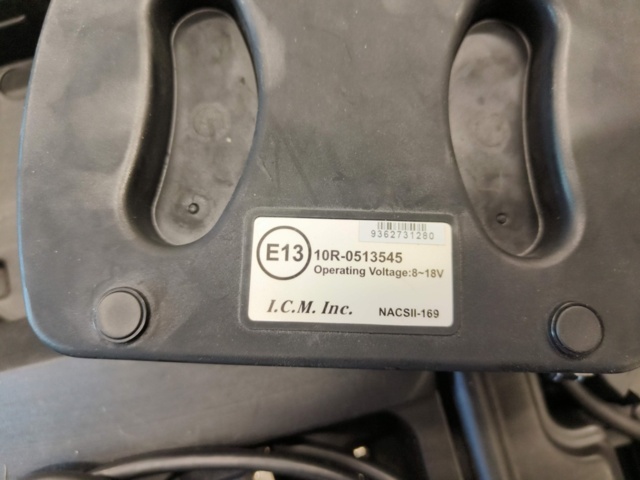 9362731280
E13 10R-0513545
Operating Voltage:8~18V
I.C.M. Inc. NACSII-169